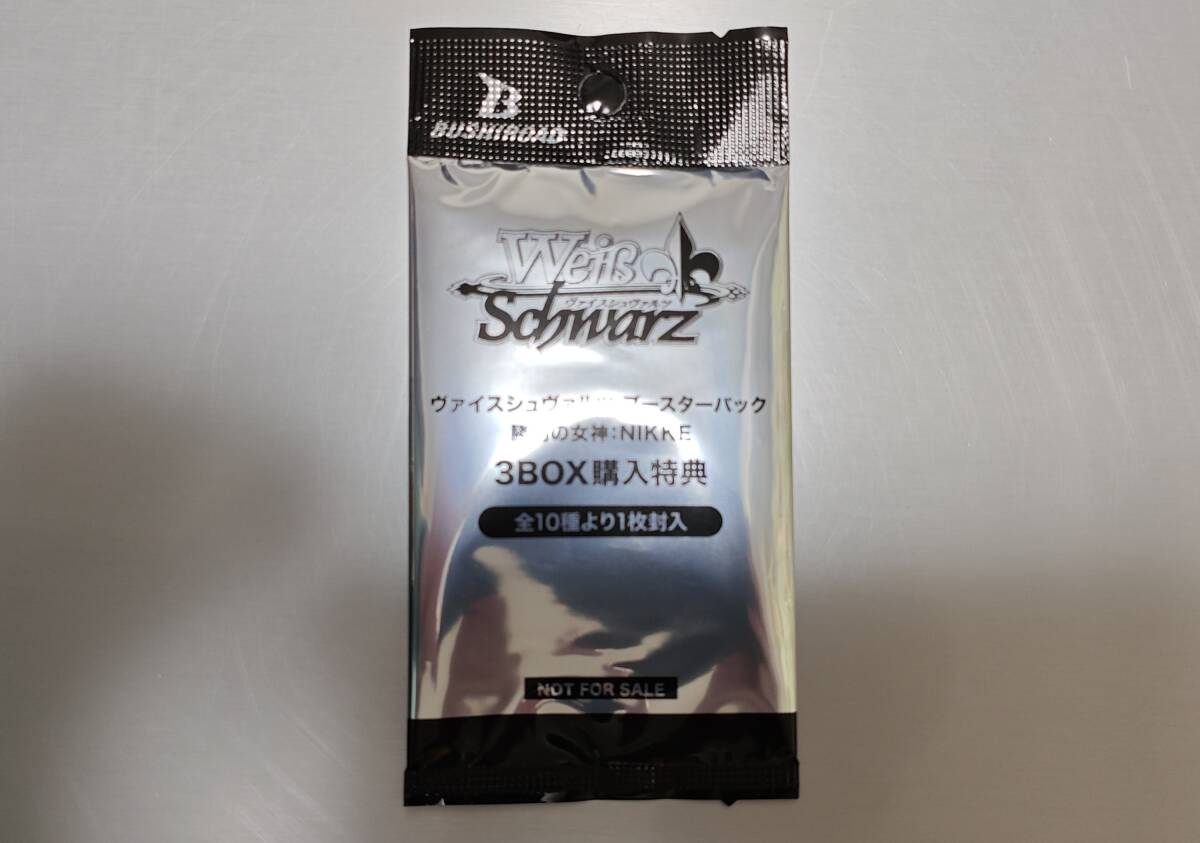 B
BUSHIROAD
Weiß
ヴァイスシュヴァルツ
Schwarz
ヴァイスシュヴァルツ ブースターパック
の女神:NIKKE
3BOX購入特典
全10種より1枚封入
NOT FOR SALE